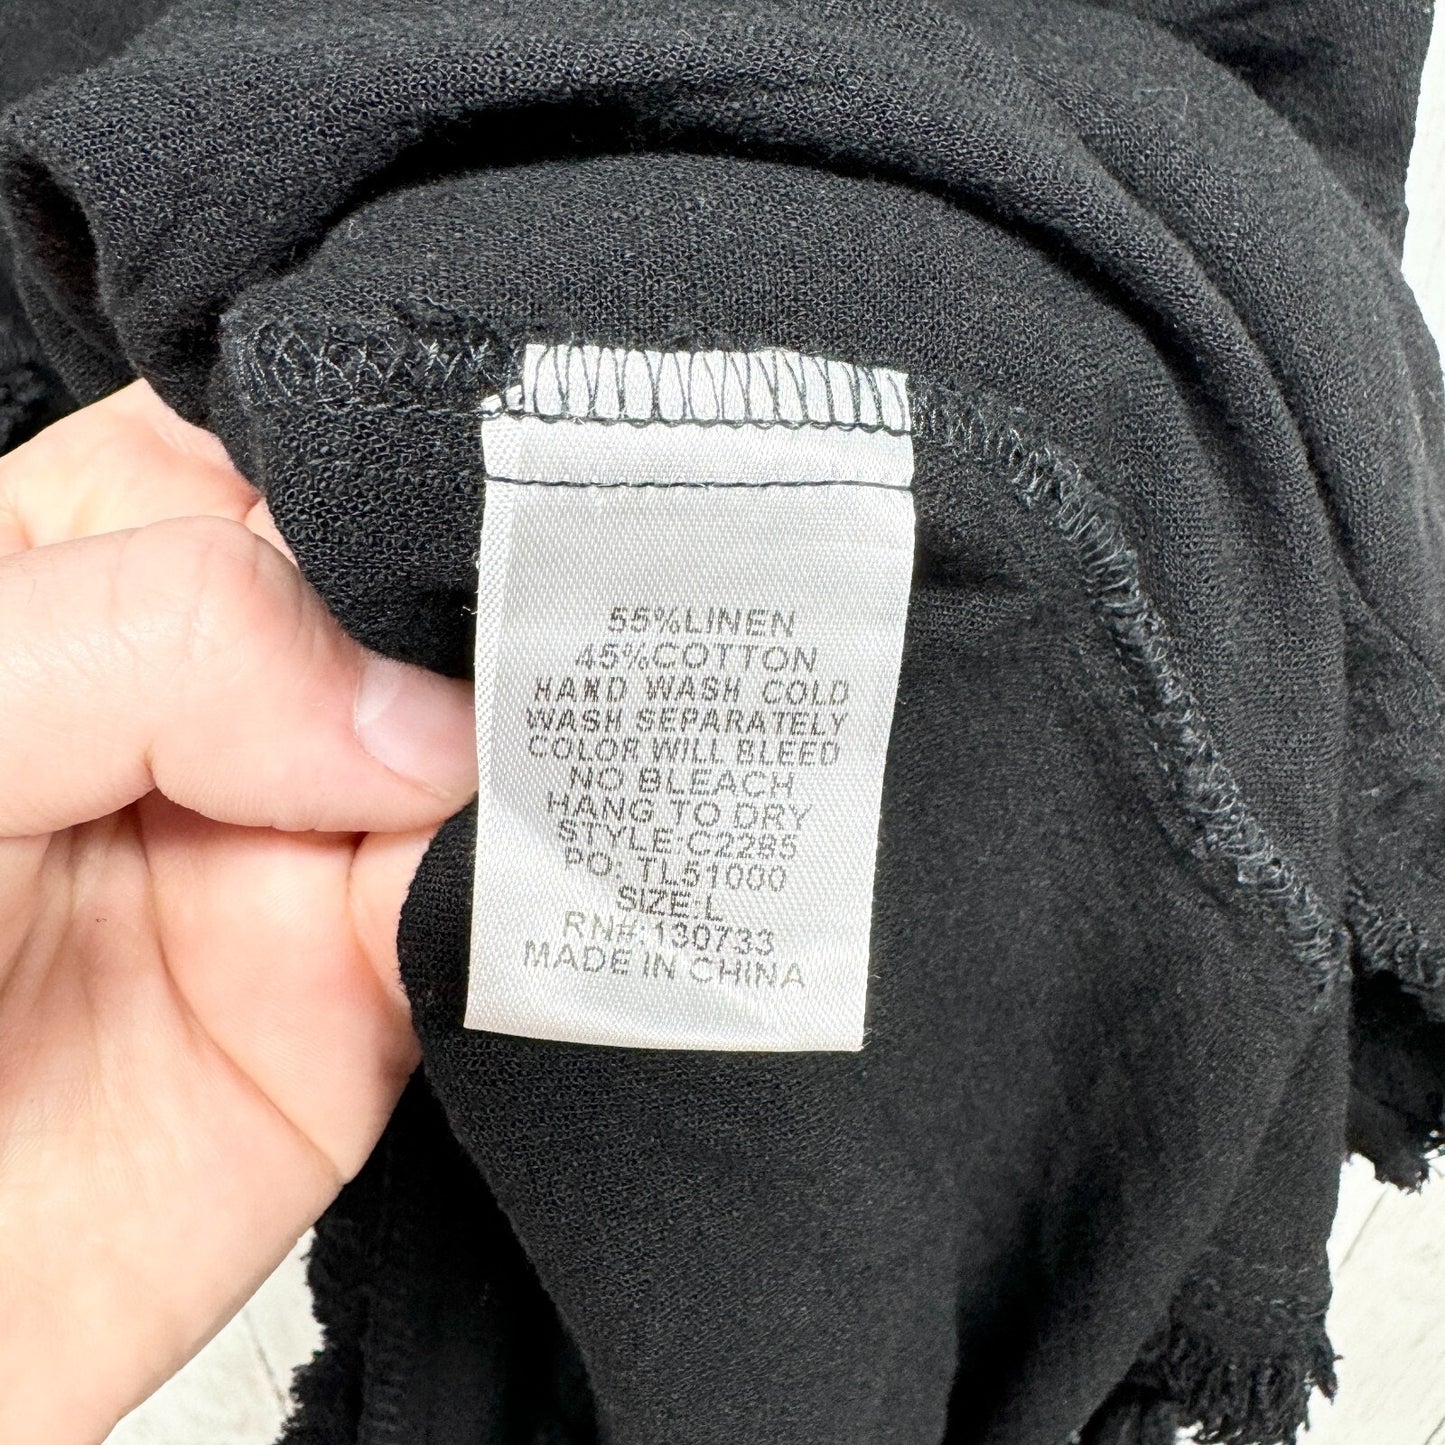 55%LINEN
45%COTTON
HAND WASH COLD
WASH SEPARATELY
COLOR WILL BLEED
NO BLEACH
HANG TO DRY
STYLE:C2285
PO: TL51000
SIZE:L
RN#:130733
MADE IN CHINA